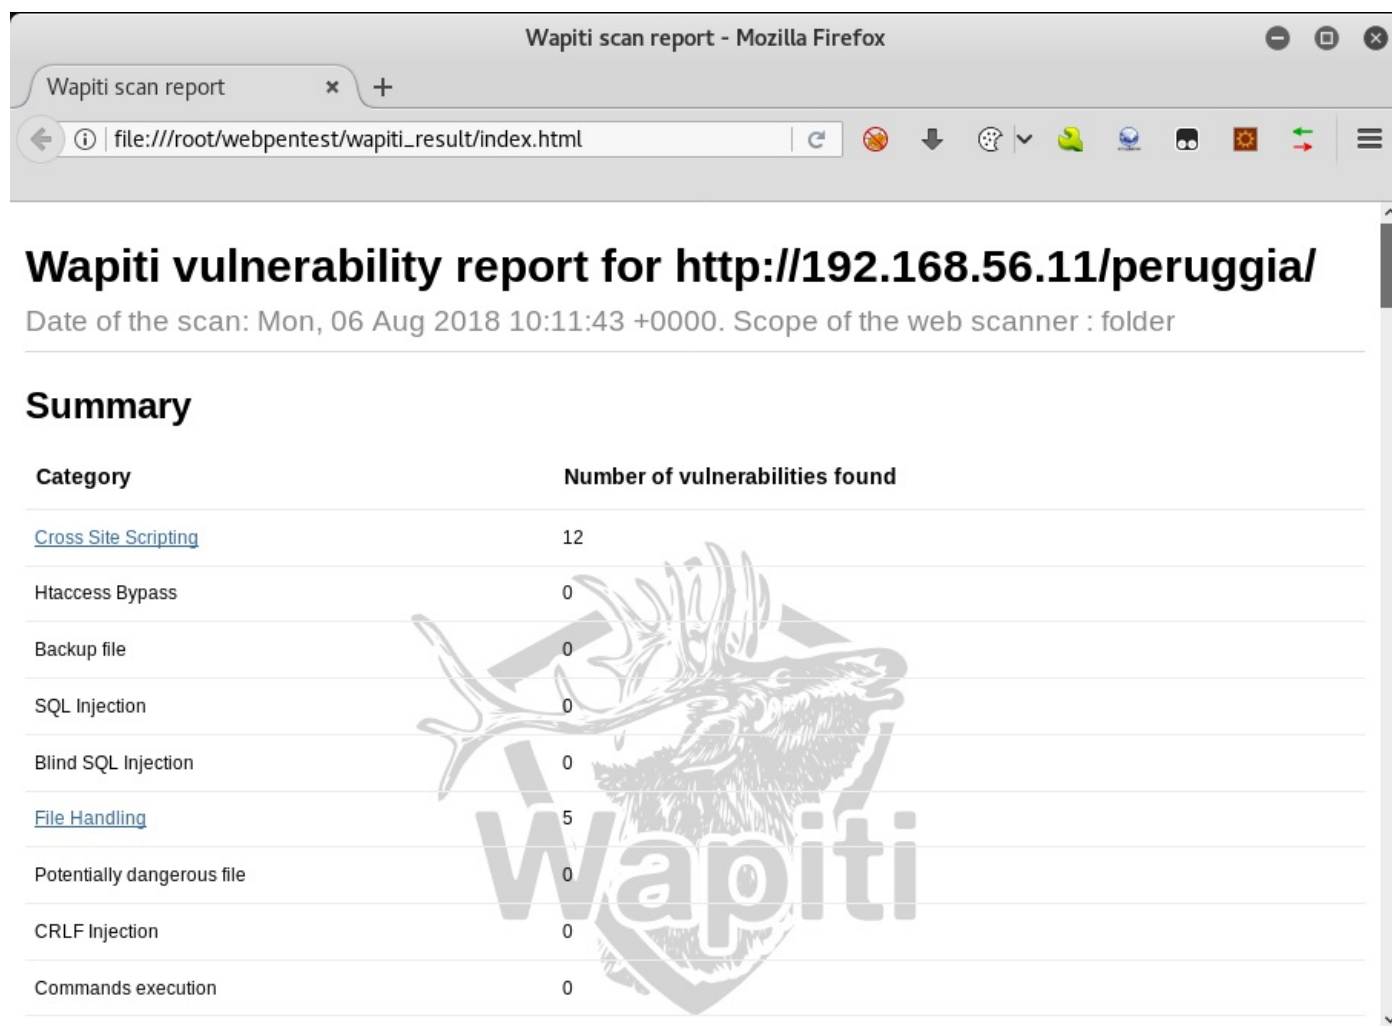 Wapiti scan report - Mozilla Firefox
Wapiti scan report
file:///root/webpentest/wapiti_result/index.html
Wapiti vulnerability report for http://192.168.56.11/peruggia/
Date of the scan: Mon, 06 Aug 2018 10:11:43 +0000. Scope of the web scanner : folder
Summary
Category Number of vulnerabilities found
Cross Site Scripting 12
Htaccess Bypass 0
Backup file 0
SQL Injection 0
Blind SQL Injection 0
File Handling 5
Potentially dangerous file 0
CRLF Injection 0
Commands execution 0
Wapiti